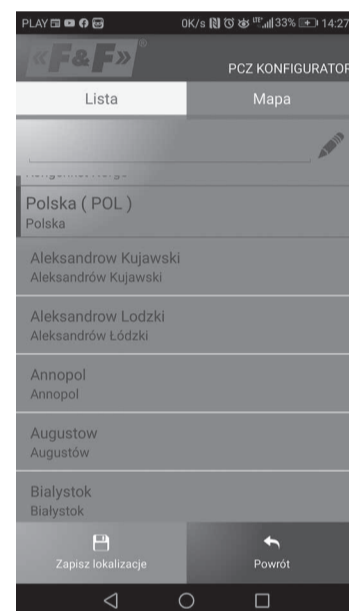 PLAY 0K/s 33% 14:27
«F&F»®
PCZ KONFIGURATOR
Lista Mapa
Polska ( POL )
Polska
Aleksandrow Kujawski
Aleksandrów Kujawski
Aleksandrow Lodzki
Aleksandrów Łódzki
Annopol
Annopol
Augustow
Augustów
Bialystok
Białystok
Zapisz lokalizacje Powrót